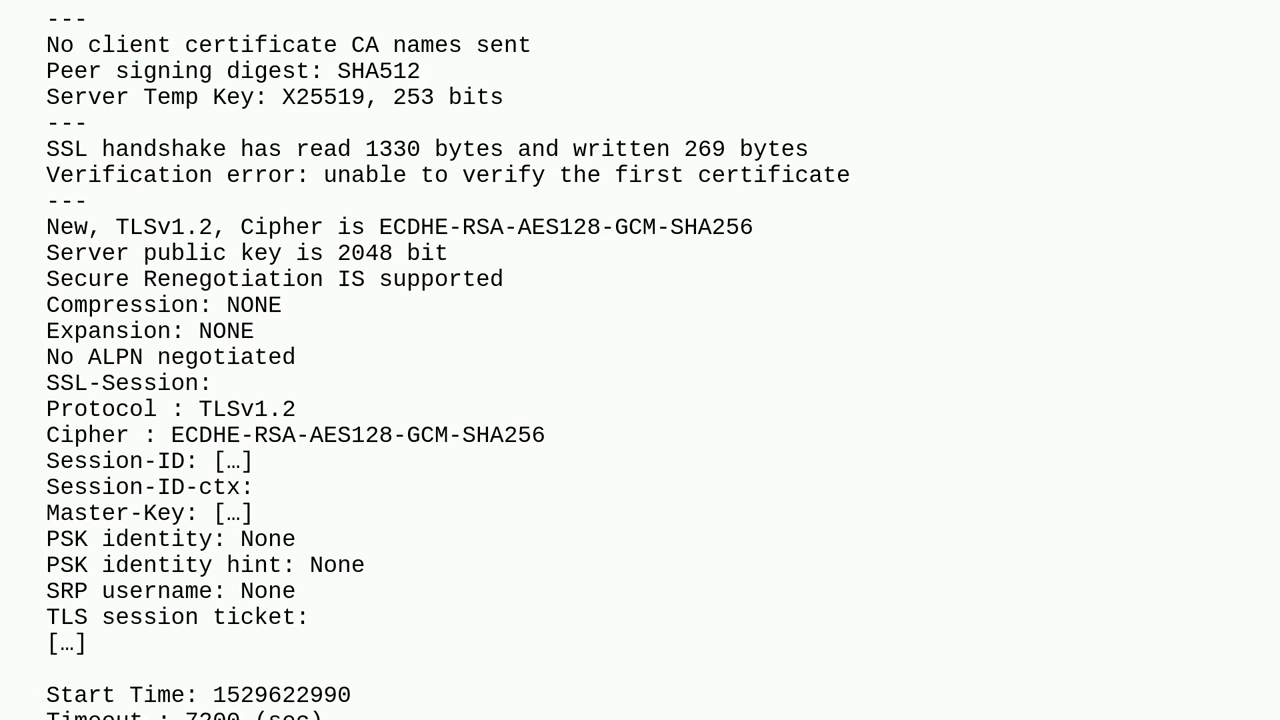 ---
No client certificate CA names sent
Peer signing digest: SHA512
Server Temp Key: X25519, 253 bits
---
SSL handshake has read 1330 bytes and written 269 bytes
Verification error: unable to verify the first certificate
---
New, TLSv1.2, Cipher is ECDHE-RSA-AES128-GCM-SHA256
Server public key is 2048 bit
Secure Renegotiation IS supported
Compression: NONE
Expansion: NONE
No ALPN negotiated
SSL-Session:
Protocol : TLSv1.2
Cipher : ECDHE-RSA-AES128-GCM-SHA256
Session-ID: […]
Session-ID-ctx:
Master-Key: […]
PSK identity: None
PSK identity hint: None
SRP username: None
TLS session ticket:
[…]

Start Time: 1529622990
Timeout : 7200 (sec)